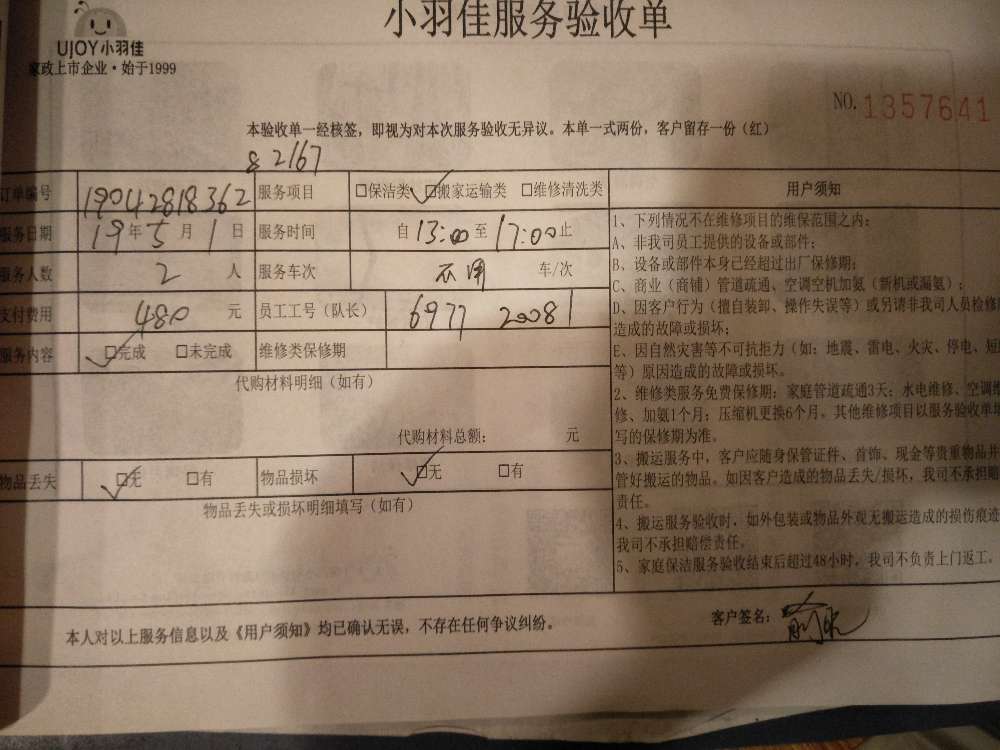 小羽佳服务验收单
UJOY小羽佳
家政上市企业·始于1999
NO. 1357641
本验收单一经核签，即视为对本次服务验收无异议。本单一式两份，客户留存一份（红）
82167
订单编号 19042818362 服务项目 □保洁类 ☑搬家运输类 □维修清洗类
服务日期 19年5月1日 服务时间 自13:00至17:00止
服务人数 2人 服务车次 不用 车/次
支付费用 480元 员工工号（队长） 6977 20081
服务内容 ☑完成 □未完成 维修类保修期
代购材料明细（如有）
代购材料总额： 元
物品丢失 ☑无 □有 物品损坏 ☑无 □有
物品丢失或损坏明细填写（如有）
用户须知
1、下列情况不在维修项目的维保范围之内：
A、非我司员工提供的设备或部件；
B、设备或部件本身已经超过出厂保修期；
C、商业（商铺）管道疏通、空调空机加氨（新机或漏氨）；
D、因客户行为（擅自装卸、操作失误等）或另请非我司人员检修
造成的故障或损坏；
E、因自然灾害等不可抗拒力（如：地震、雷电、火灾、停电、短
等）原因造成的故障或损坏。
2、维修类服务免费保修期：家庭管道疏通3天；水电维修、空调维
修、加氨1个月；压缩机更换6个月。其他维修项目以服务验收单填
写的保修期为准。
3、搬运服务中，客户应随身保管证件、首饰、现金等贵重物品并
管好搬运的物品。如因客户造成的物品丢失/损坏，我司不承担赔
责任。
4、搬运服务验收时，如外包装或物品外观无搬运造成的损伤痕迹
我司不承担赔偿责任。
5、家庭保洁服务验收结束后超过48小时，我司不负责上门返工。
本人对以上服务信息以及《用户须知》均已确认无误，不存在任何争议纠纷。
客户签名：